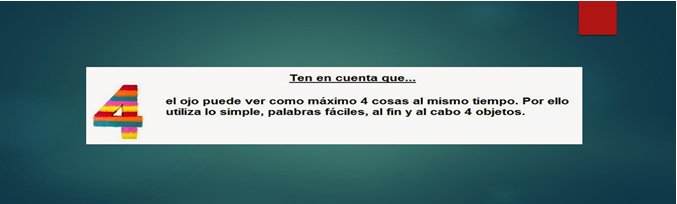 Ten en cuenta que...
4
el ojo puede ver como máximo 4 cosas al mismo tiempo. Por ello
utiliza lo simple, palabras fáciles, al fin y al cabo 4 objetos.